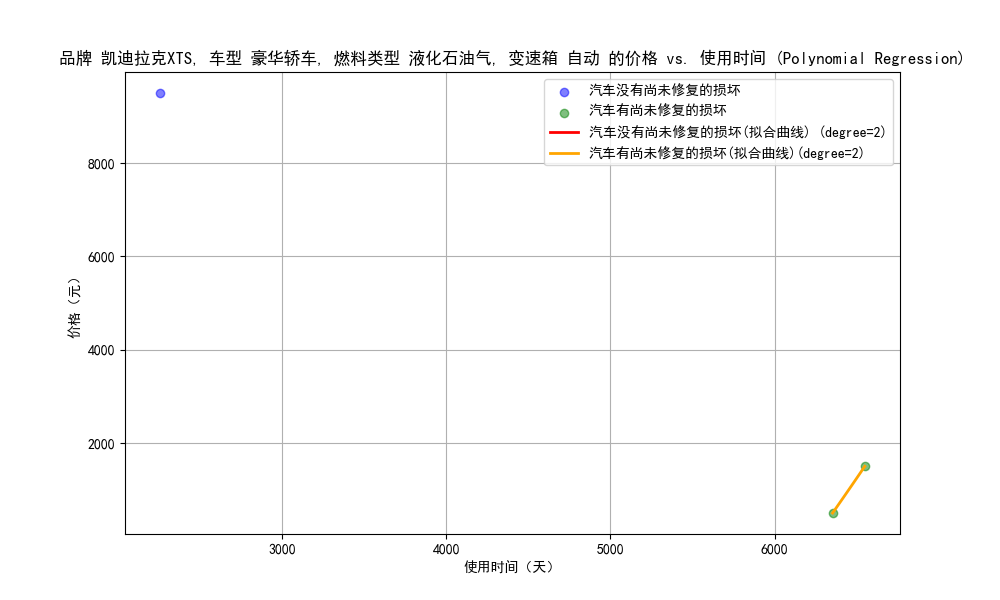 品牌 凯迪拉克XTS, 车型 豪华轿车, 燃料类型 液化石油气, 变速箱 自动 的价格 vs. 使用时间 (Polynomial Regression)
汽车没有尚未修复的损坏
汽车有尚未修复的损坏
汽车没有尚未修复的损坏(拟合曲线) (degree=2)
汽车有尚未修复的损坏(拟合曲线)(degree=2)
价格（元）
8000
6000
4000
2000
3000
4000
5000
6000
使用时间（天）